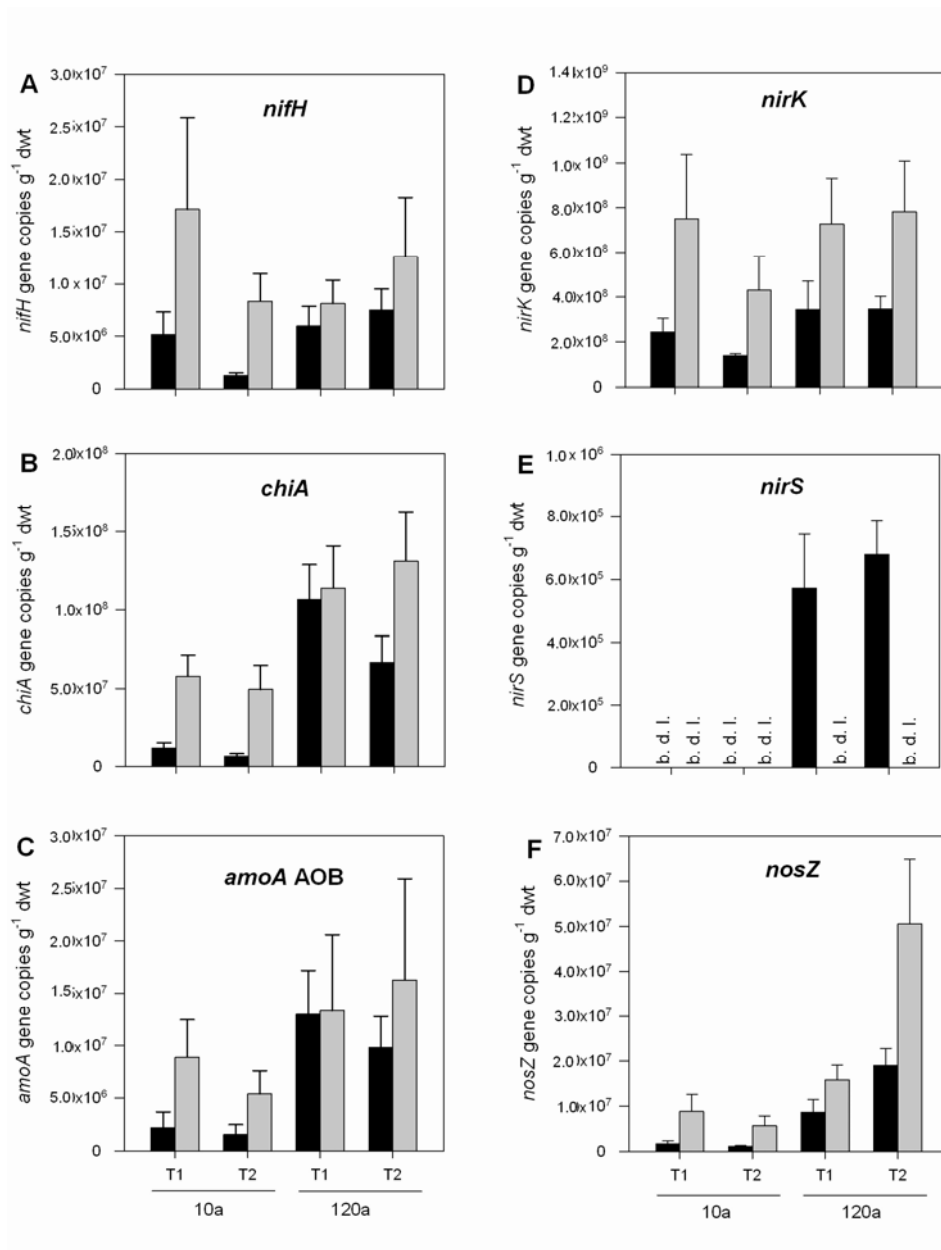 A
nifH
nifH gene copies g⁻¹ dwt
3.0x10⁷
2.5x10⁷
2.0x10⁷
1.5x10⁷
1.0x10⁷
5.0x10⁶
0
B
chiA
chiA gene copies g⁻¹ dwt
2.0x10⁸
1.5x10⁸
1.0x10⁸
5.0x10⁷
0
C
amoA AOB
amoA gene copies g⁻¹ dwt
3.0x10⁷
2.5x10⁷
2.0x10⁷
1.5x10⁷
1.0x10⁷
5.0x10⁶
0
T1 T2 T1 T2
10a 120a
D
nirK
nirK gene copies g⁻¹ dwt
1.4x10⁹
1.2x10⁹
1.0x10⁹
8.0x10⁸
6.0x10⁸
4.0x10⁸
2.0x10⁸
0
E
nirS
nirS gene copies g⁻¹ dwt
1.0x10⁶
8.0x10⁵
6.0x10⁵
4.0x10⁵
2.0x10⁵
0
b. d. l.
b. d. l.
b. d. l.
b. d. l.
b. d. l.
b. d. l.
F
nosZ
nosZ gene copies g⁻¹ dwt
7.0x10⁷
6.0x10⁷
5.0x10⁷
4.0x10⁷
3.0x10⁷
2.0x10⁷
1.0x10⁷
0
T1 T2 T1 T2
10a 120a